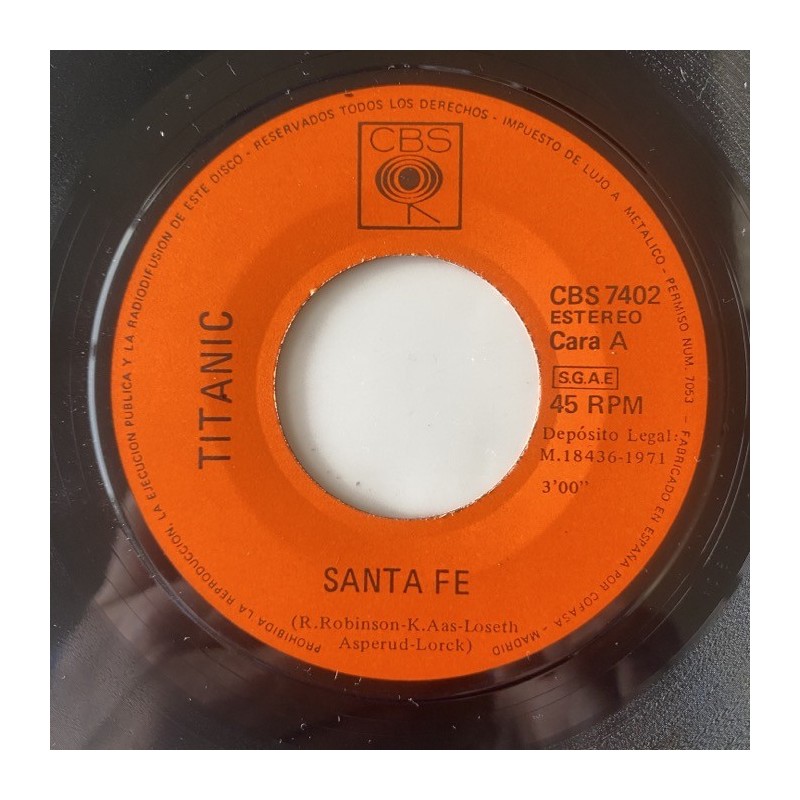 PROHIBIDA LA REPRODUCCION, LA EJECUCION PUBLICA Y LA RADIODIFUSION DE ESTE DISCO - RESERVADOS TODOS LOS DERECHOS - IMPUESTO DE LUJO A METALICO - PERMISO NUM. 7053 - FABRICADO EN ESPAÑA POR COFASA - MADRID
CBS
TITANIC
CBS 7402
ESTEREO
Cara A
S.G.A.E
45 RPM
Depósito Legal:
M.18436-1971
3'00"
SANTA FE
(R.Robinson-K.Aas-Loseth
Asperud-Lorck)